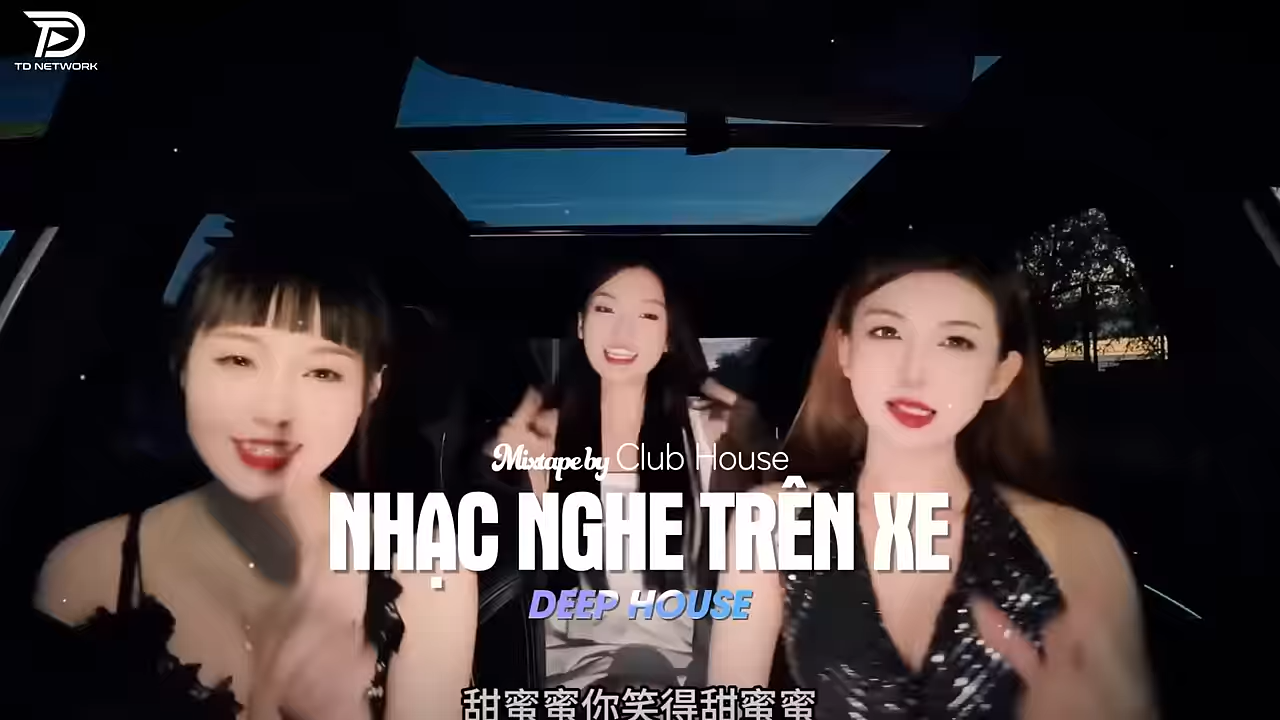 TD NETWORK
Mixtape by Club House
NHẠC NGHE TRÊN XE
DEEP HOUSE
甜蜜蜜你笑得甜蜜蜜